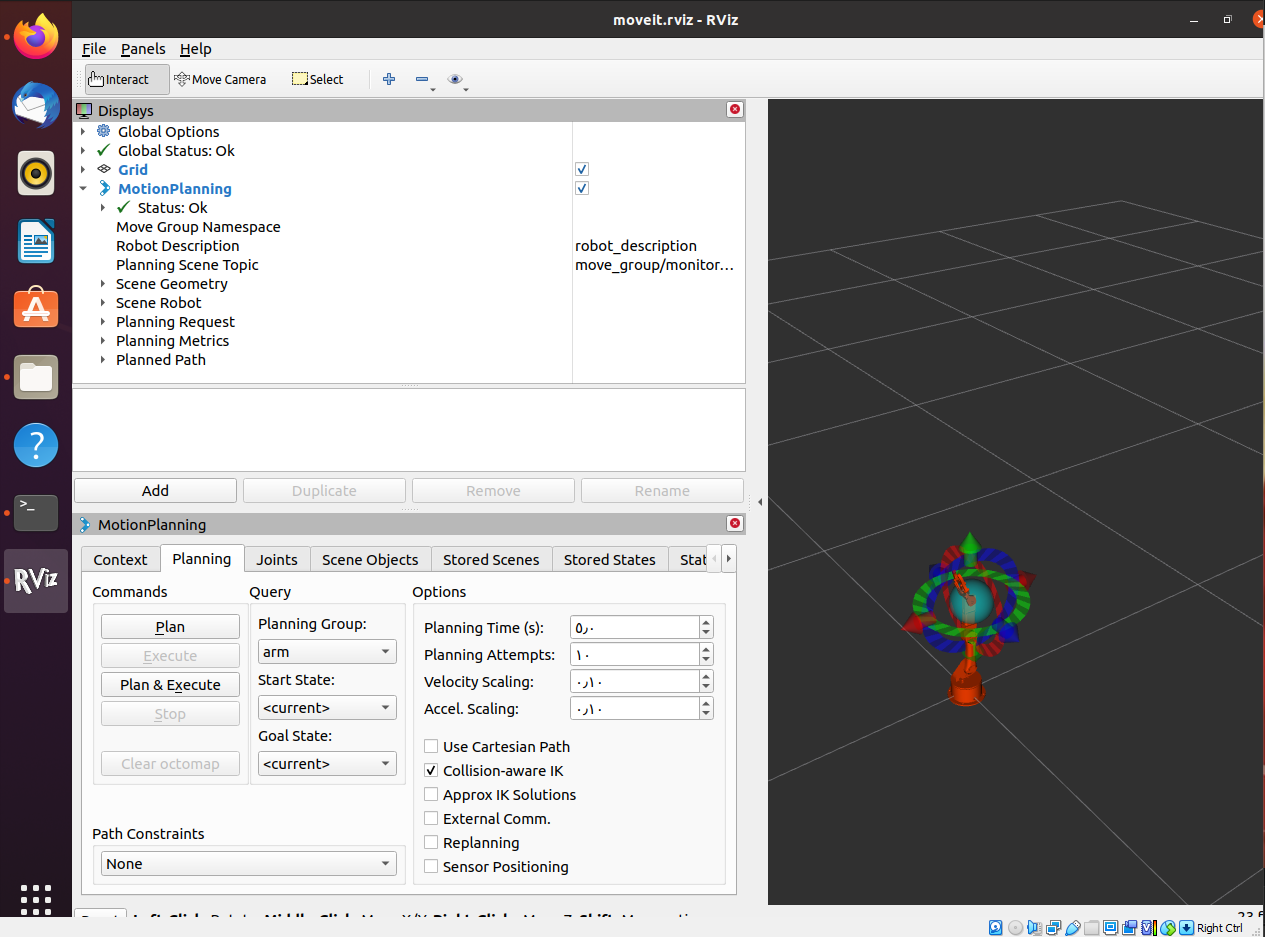 moveit.rviz - RViz
File Panels Help
Interact Move Camera Select
Displays
Global Options
Global Status: Ok
Grid
MotionPlanning
Status: Ok
Move Group Namespace
Robot Description robot_description
Planning Scene Topic move_group/monitor...
Scene Geometry
Scene Robot
Planning Request
Planning Metrics
Planned Path
Add Duplicate Remove Rename
MotionPlanning
Context Planning Joints Scene Objects Stored Scenes Stored States Stat
Commands Query Options
Plan
Execute
Plan & Execute
Stop
Clear octomap
Planning Group:
arm
Start State:
<current>
Goal State:
<current>
Planning Time (s): ٥٫٠
Planning Attempts: ١٠
Velocity Scaling: ٠٫١٠
Accel. Scaling: ٠٫١٠
Use Cartesian Path
Collision-aware IK
Approx IK Solutions
External Comm.
Replanning
Sensor Positioning
Path Constraints
None
RViz
Right Ctrl